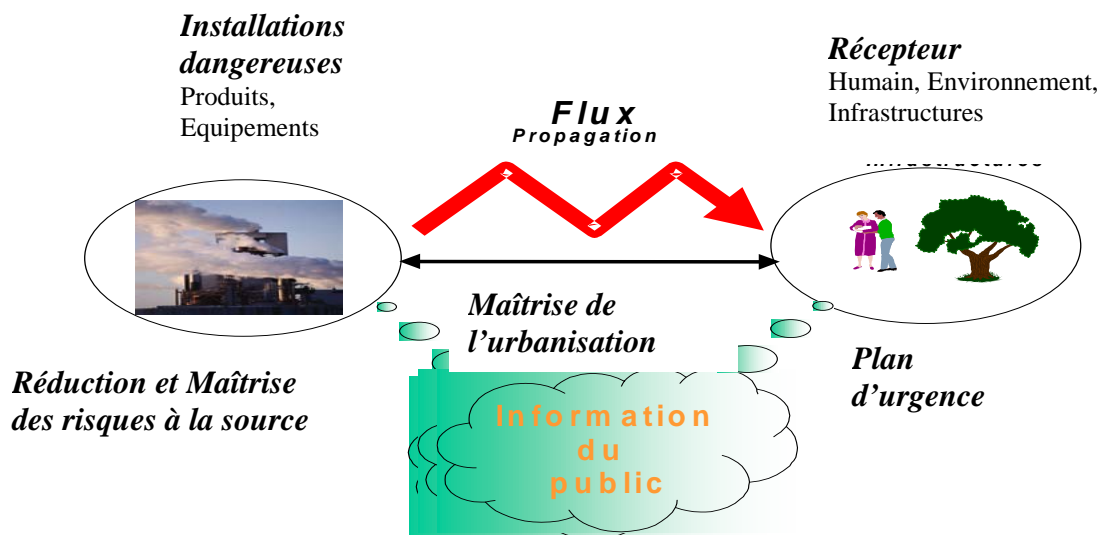 Installations
dangereuses
Produits,
Equipements
Flux
Propagation
Récepteur
Humain, Environnement,
Infrastructures
Infrastructures
Maîtrise de
l'urbanisation
Réduction et Maîtrise
des risques à la source
Plan
d'urgence
Information
du
public